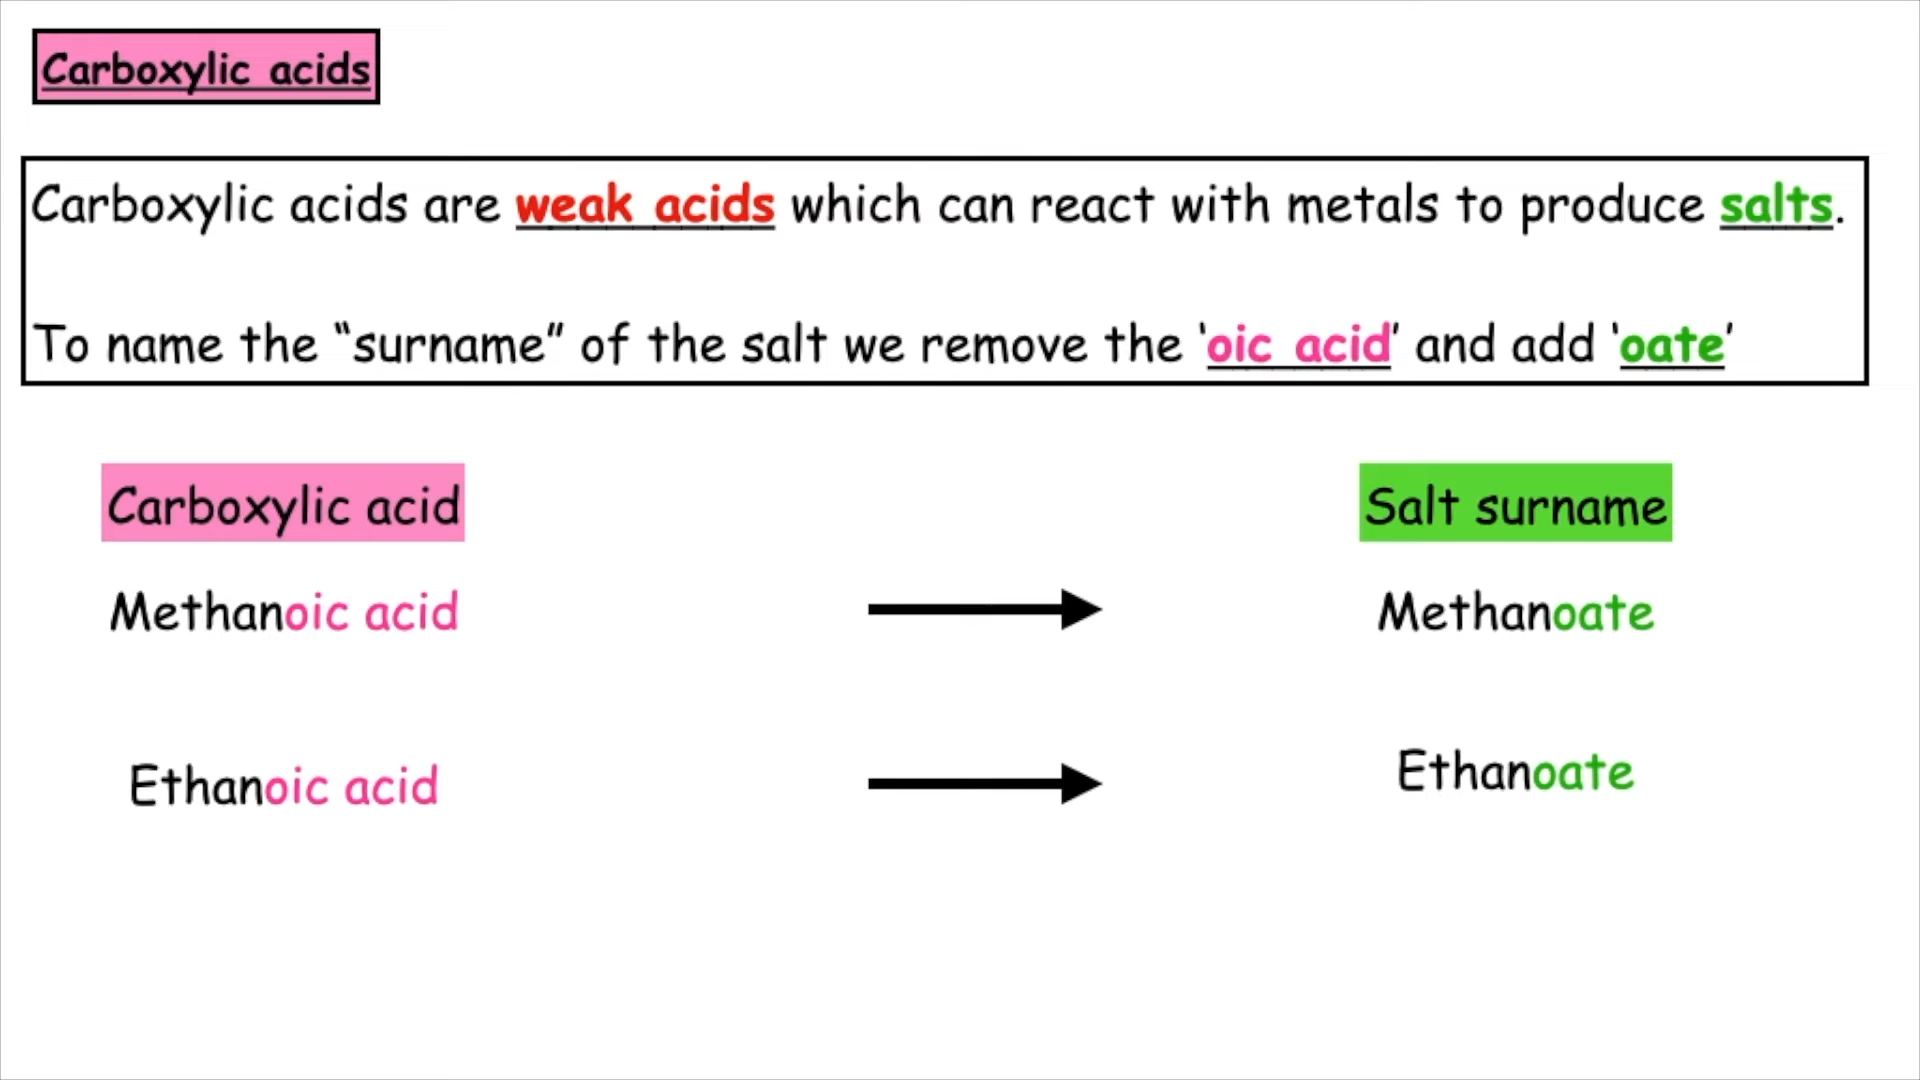 Carboxylic acids
Carboxylic acids are weak acids which can react with metals to produce salts.
To name the “surname” of the salt we remove the ‘oic acid’ and add ‘oate’
Carboxylic acid
Salt surname
Methanoic acid
Methanoate
Ethanoic acid
Ethanoate